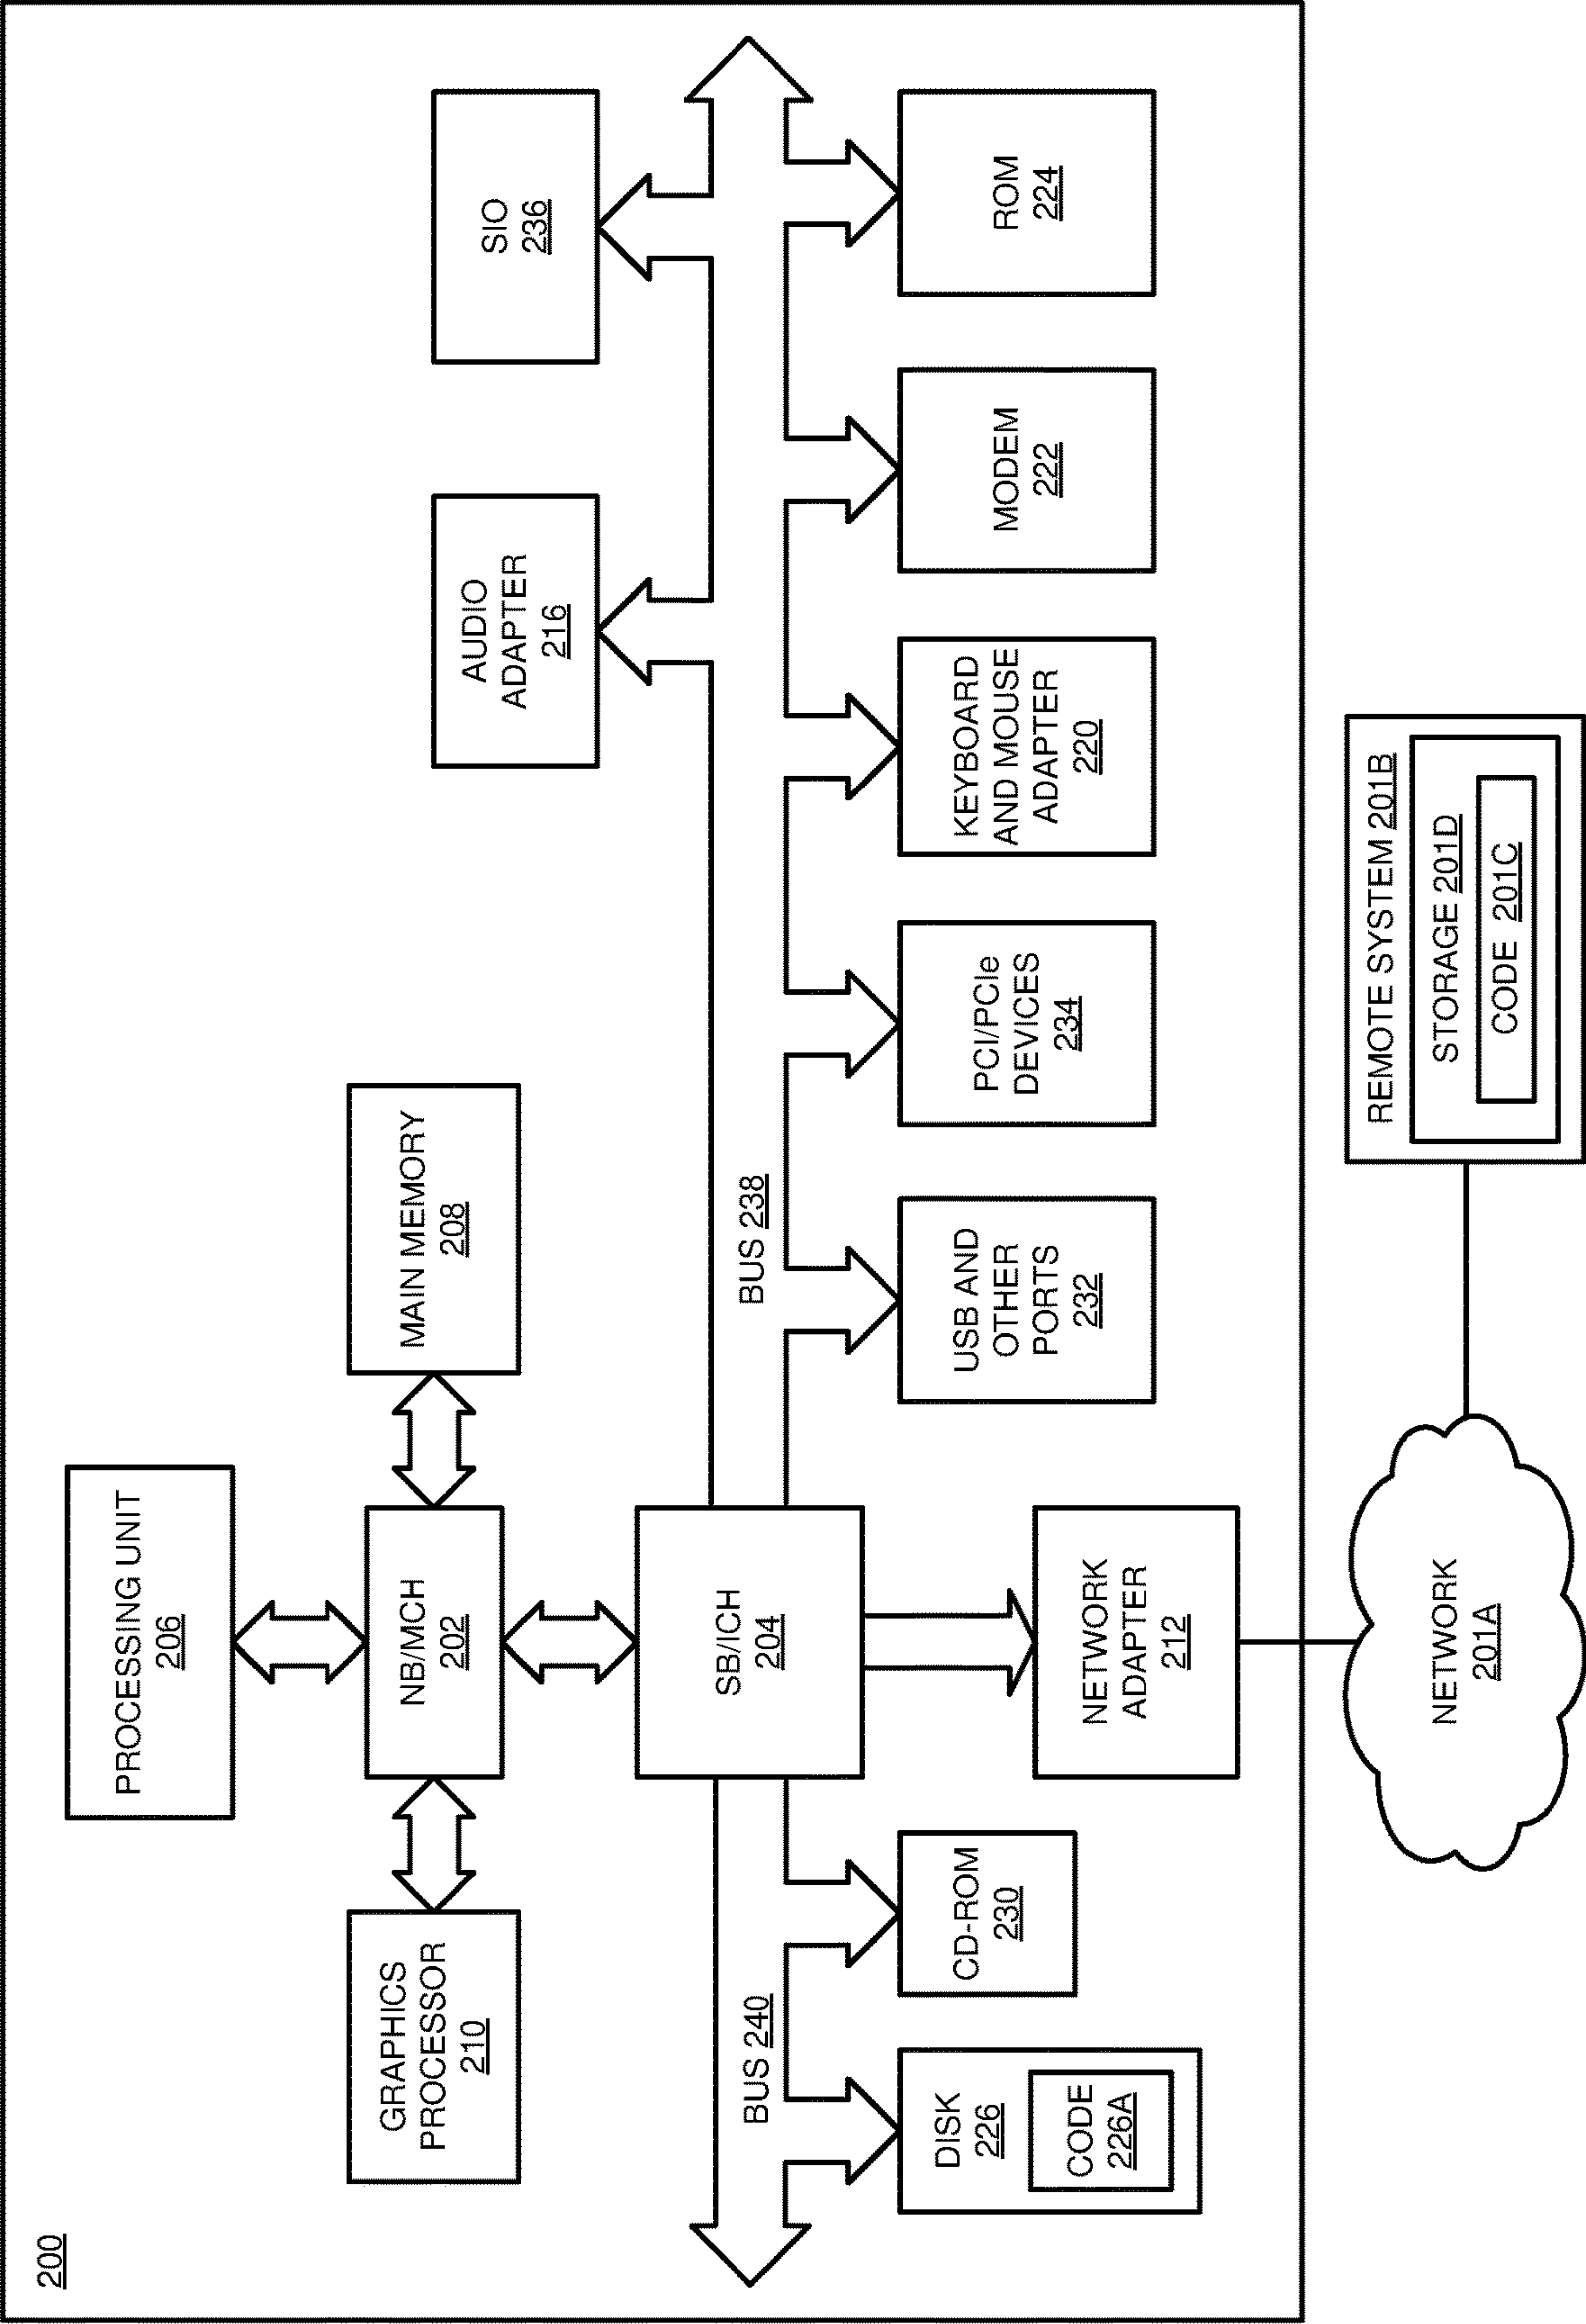 200
PROCESSING UNIT
206
GRAPHICS
PROCESSOR
210
NB/MCH
202
MAIN MEMORY
208
AUDIO
ADAPTER
216
SIO
236
SB/ICH
204
BUS 240
BUS 238
DISK
226
CODE
226A
CD-ROM
230
NETWORK
ADAPTER
212
USB AND
OTHER
PORTS
232
PCI/PCIe
DEVICES
234
KEYBOARD
AND MOUSE
ADAPTER
220
MODEM
222
ROM
224
NETWORK
201A
REMOTE SYSTEM 201B
STORAGE 201D
CODE 201C